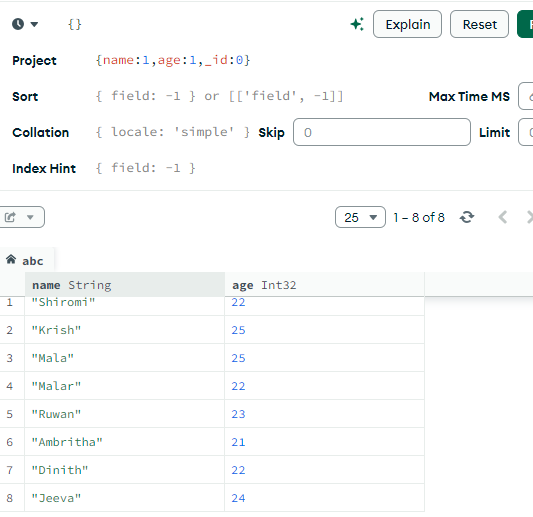 {} Explain Reset
Project {name:1,age:1,_id:0}
Sort { field: -1 } or [['field', -1]] Max Time MS
Collation { locale: 'simple' } Skip 0 Limit
Index Hint { field: -1 }
25 1 – 8 of 8
abc
name String age Int32
1 "Shiromi" 22
2 "Krish" 25
3 "Mala" 25
4 "Malar" 22
5 "Ruwan" 23
6 "Ambritha" 21
7 "Dinith" 22
8 "Jeeva" 24